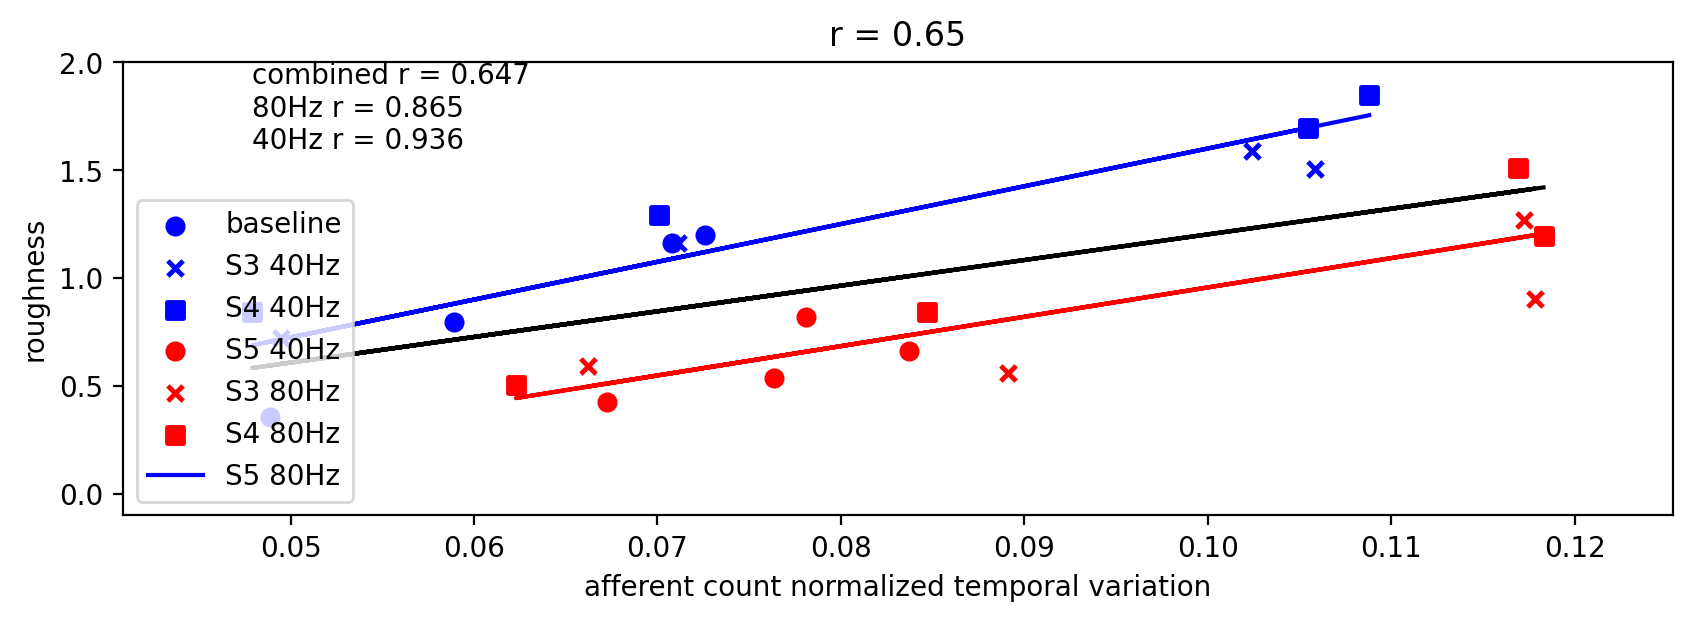 r = 0.65
combined r = 0.647
80Hz r = 0.865
40Hz r = 0.936
baseline
S3 40Hz
S4 40Hz
S5 40Hz
S3 80Hz
S4 80Hz
S5 80Hz
roughness
2.0
1.5
1.0
0.5
0.0
0.05 0.06 0.07 0.08 0.09 0.10 0.11 0.12
afferent count normalized temporal variation